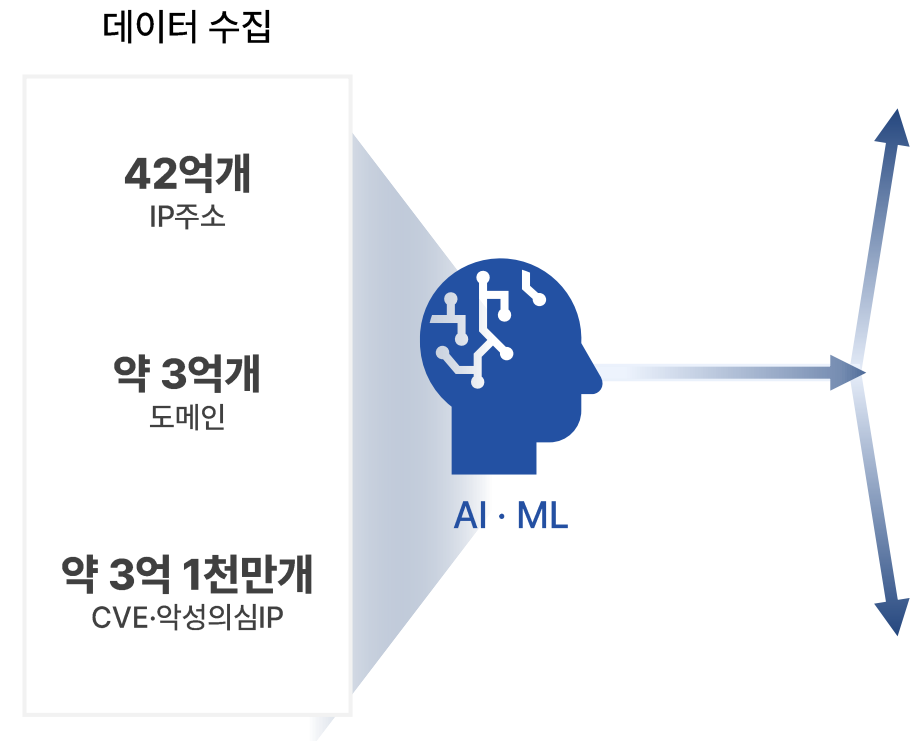 데이터 수집
42억개
IP주소
약 3억개
도메인
약 3억 1천만개
CVE·악성의심IP
AI · ML